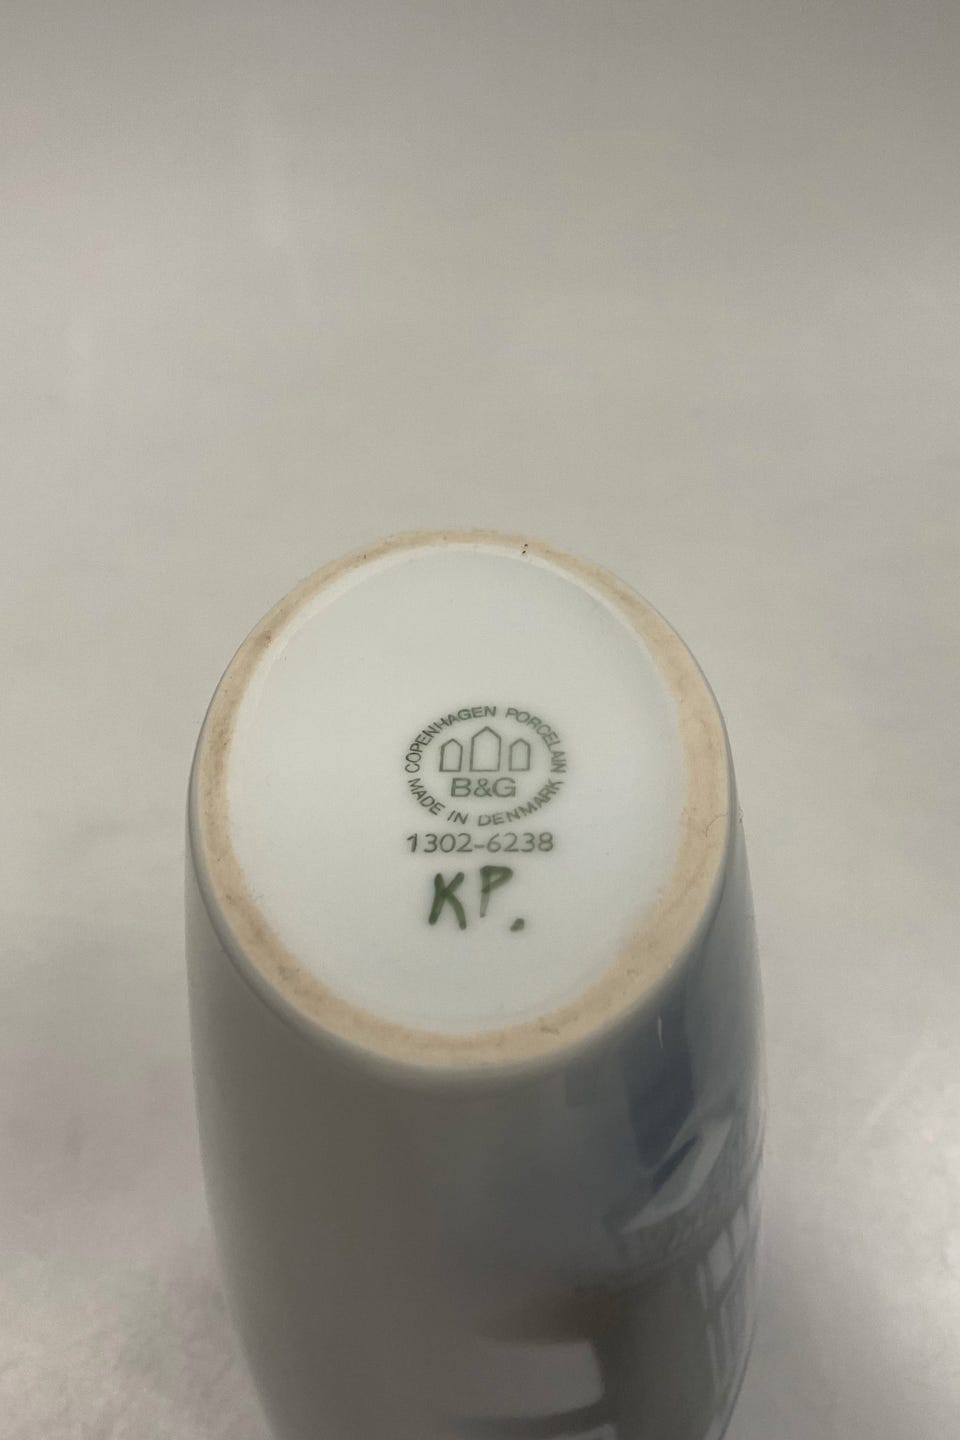 COPENHAGEN PORCELAIN
B&G
MADE IN DENMARK
1302-6238
KP.